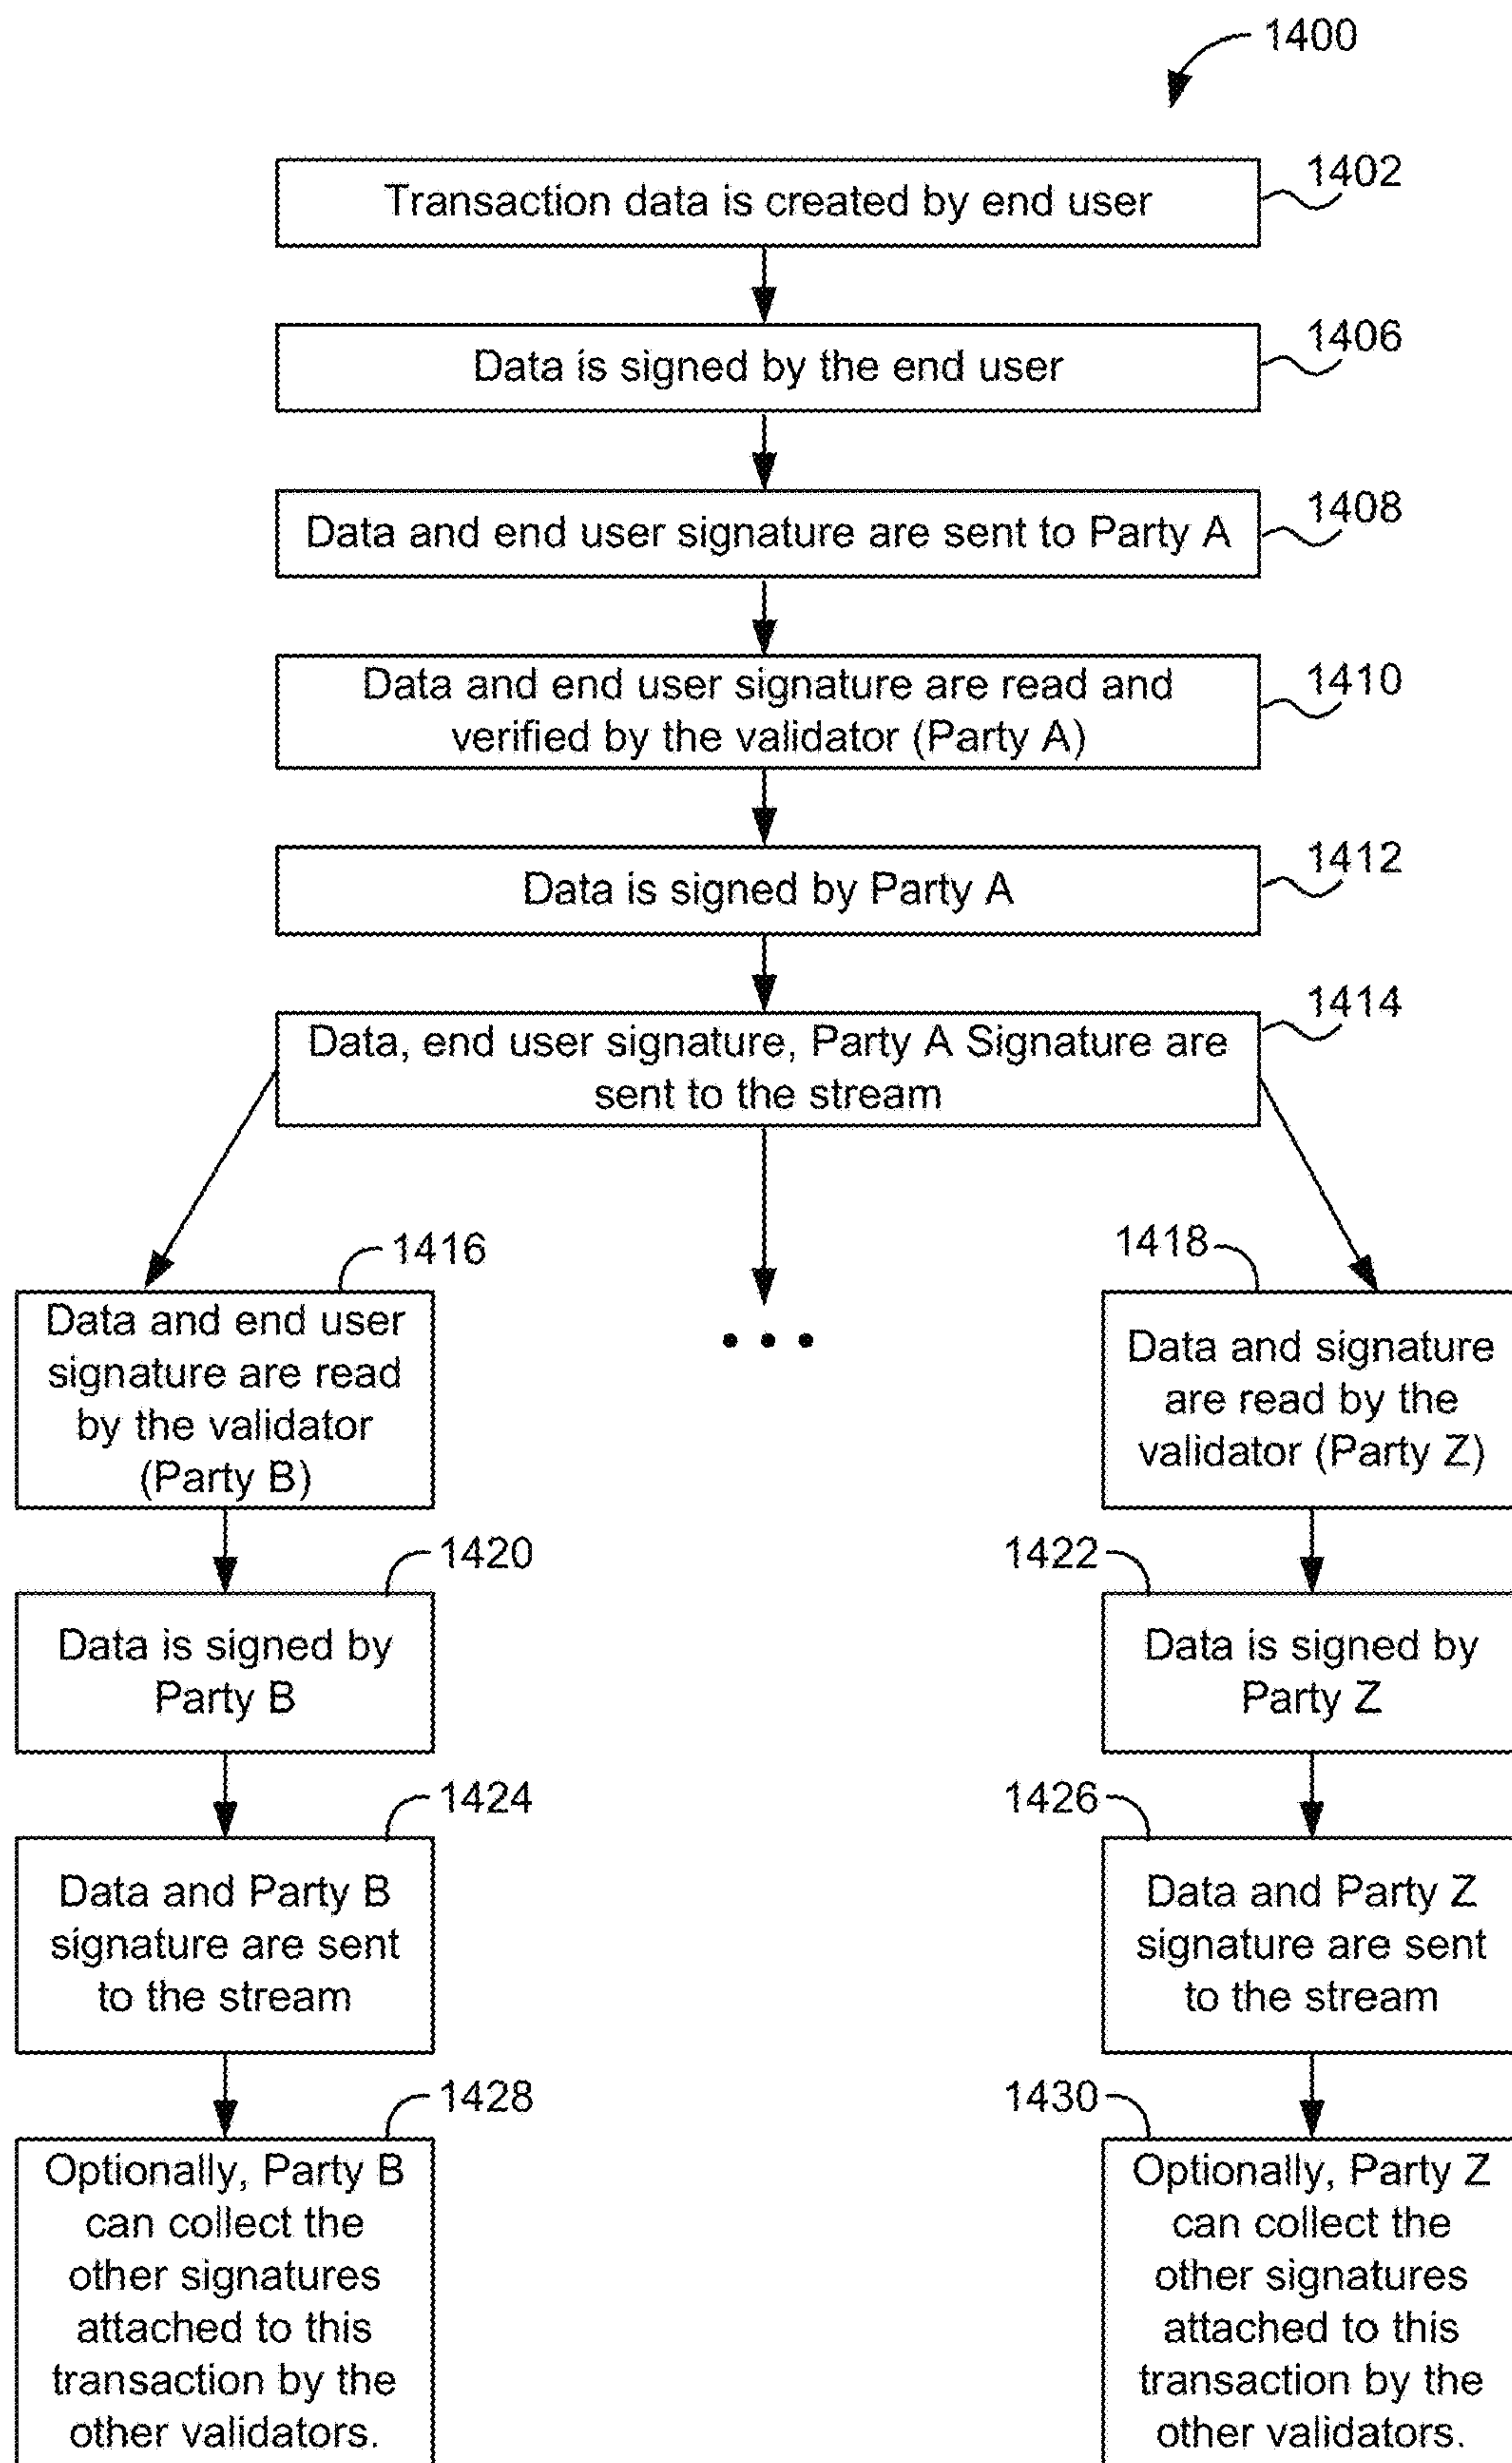 1400
Transaction data is created by end user
1402
Data is signed by the end user
1406
Data and end user signature are sent to Party A
1408
Data and end user signature are read and
verified by the validator (Party A)
1410
Data is signed by Party A
1412
Data, end user signature, Party A Signature are
sent to the stream
1414
1416
Data and end user
signature are read
by the validator
(Party B)
• • •
1418
Data and signature
are read by the
validator (Party Z)
1420
Data is signed by
Party B
1422
Data is signed by
Party Z
1424
Data and Party B
signature are sent
to the stream
1426
Data and Party Z
signature are sent
to the stream
1428
Optionally, Party B
can collect the
other signatures
attached to this
transaction by the
other validators.
1430
Optionally, Party Z
can collect the
other signatures
attached to this
transaction by the
other validators.